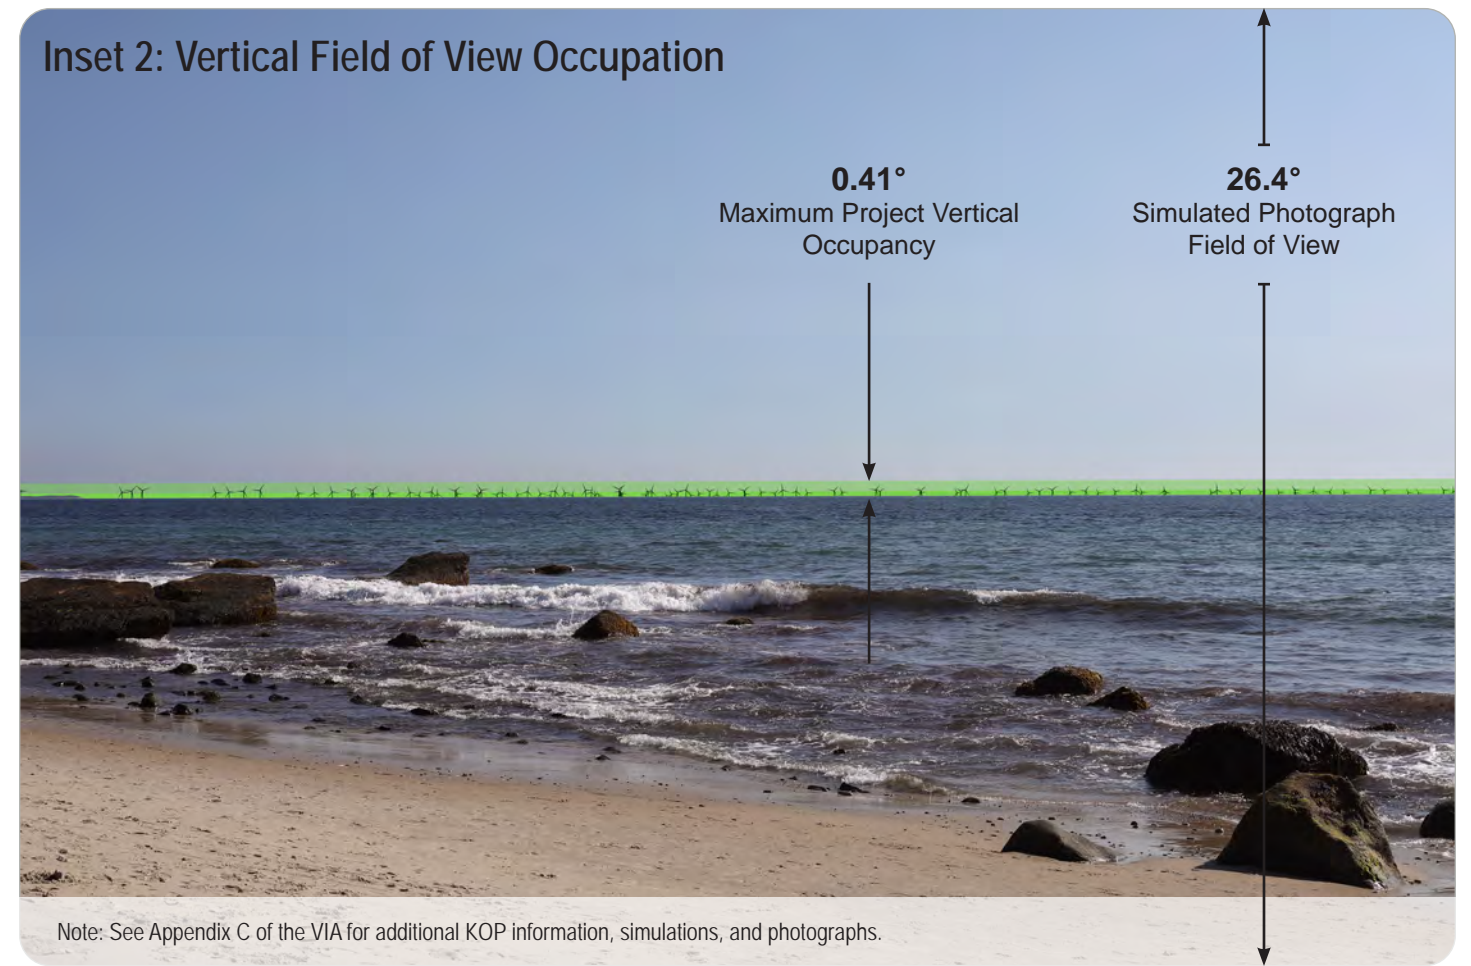 Inset 2: Vertical Field of View Occupation
0.41°
Maximum Project Vertical
Occupancy
26.4°
Simulated Photograph
Field of View
Note: See Appendix C of the VIA for additional KOP information, simulations, and photographs.